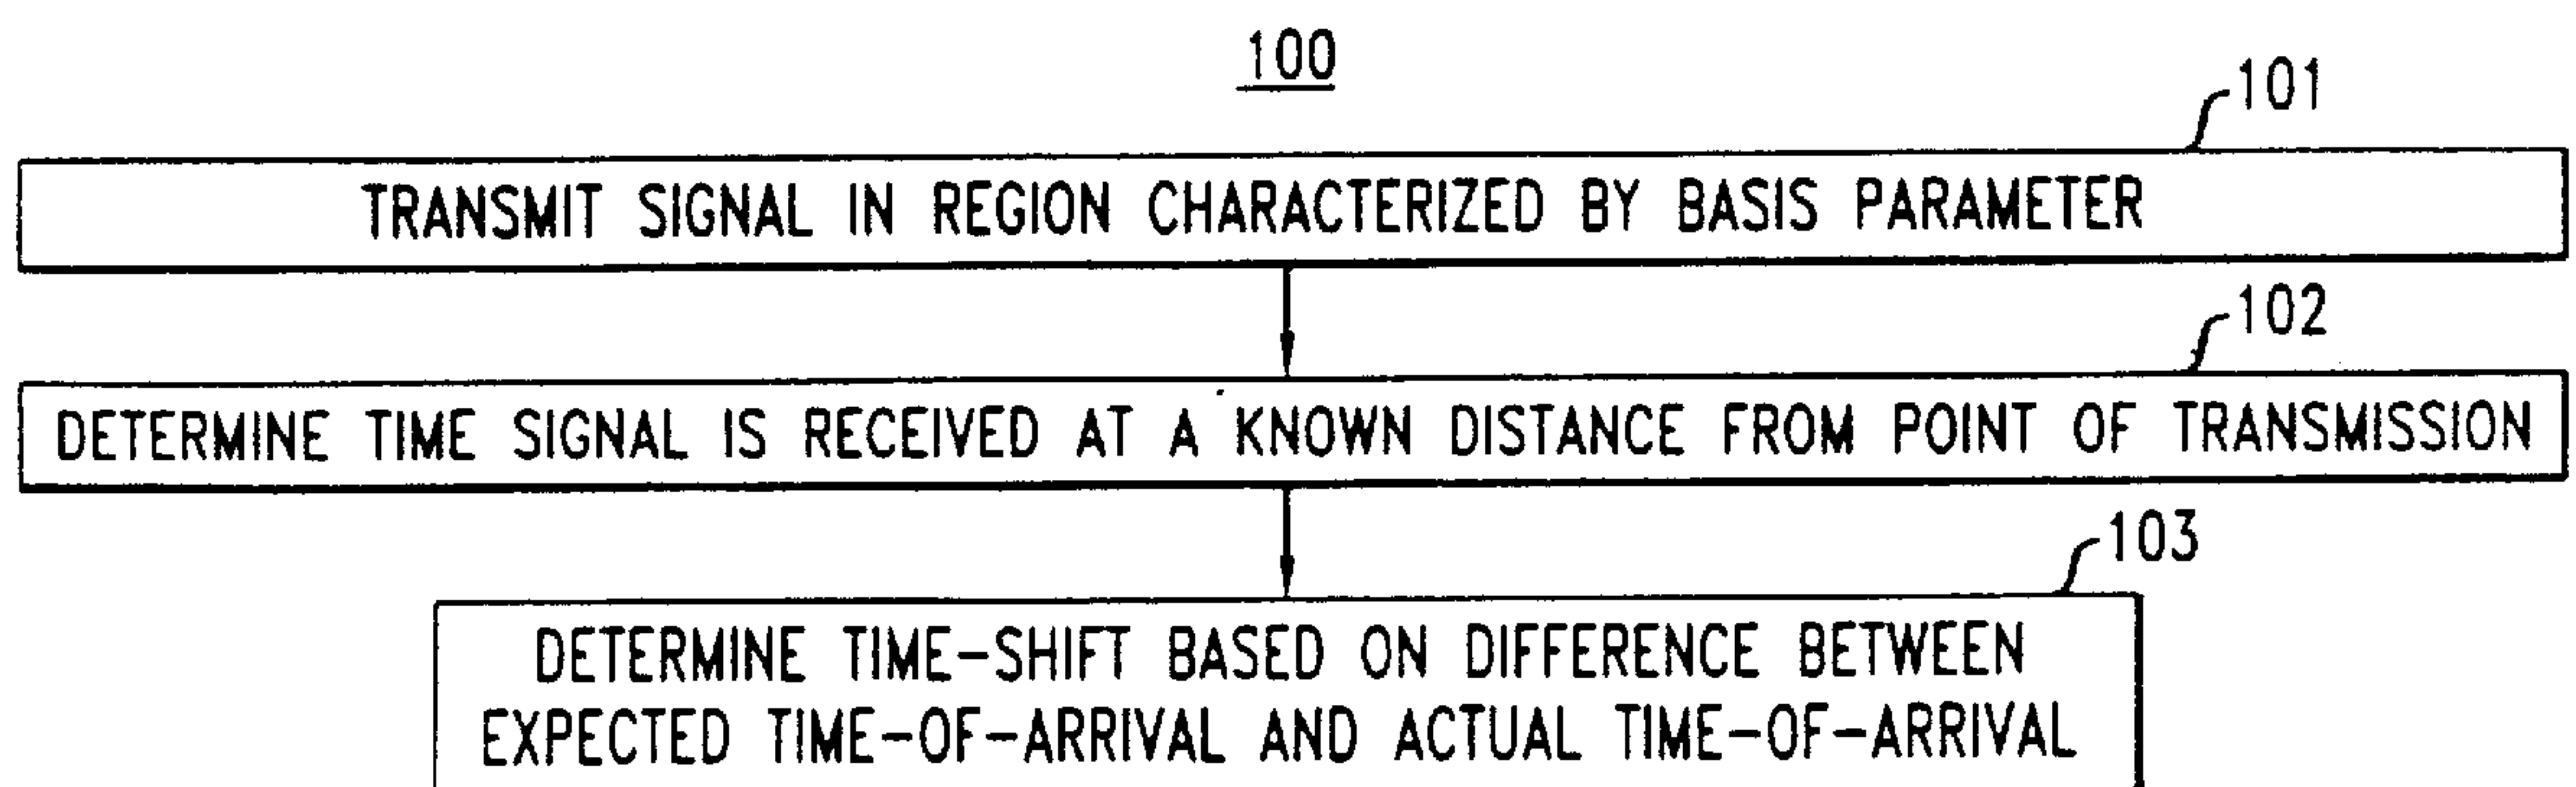 100
101
TRANSMIT SIGNAL IN REGION CHARACTERIZED BY BASIS PARAMETER
102
DETERMINE TIME SIGNAL IS RECEIVED AT A KNOWN DISTANCE FROM POINT OF TRANSMISSION
103
DETERMINE TIME-SHIFT BASED ON DIFFERENCE BETWEEN
EXPECTED TIME-OF-ARRIVAL AND ACTUAL TIME-OF-ARRIVAL